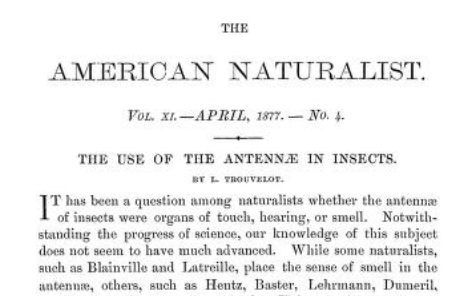 THE
AMERICAN NATURALIST.
VOL. XI.—APRIL, 1877.—No. 4.
THE USE OF THE ANTENNÆ IN INSECTS.
BY L. TROUVELOT.
IT has been a question among naturalists whether the antennæ
of insects were organs of touch, hearing, or smell. Notwith-
standing the progress of science, our knowledge of this subject
does not seem to have much advanced. While some naturalists,
such as Blainville and Latreille, place the sense of smell in the
antennæ, others, such as Hentz, Baster, Lehrmann, Dumeril,